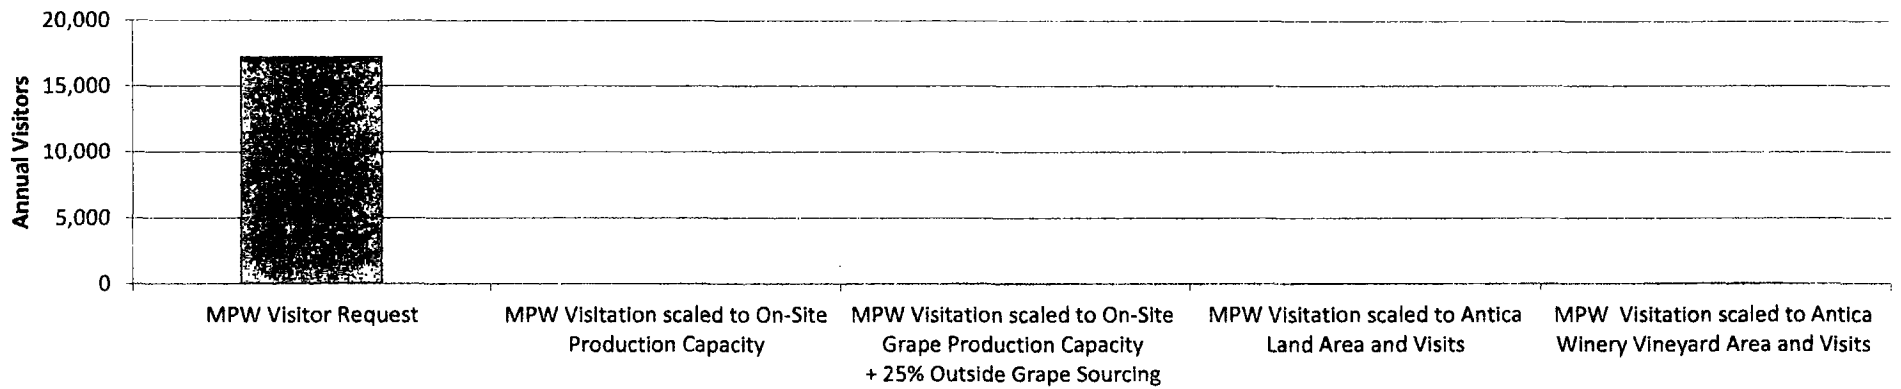 20,000
15,000
10,000
5,000
0
Annual Visitors
MPW Visitor Request
MPW Visitation scaled to On-Site
Production Capacity
MPW Visitation scaled to On-Site
Grape Production Capacity
+ 25% Outside Grape Sourcing
MPW Visitation scaled to Antica
Land Area and Visits
MPW Visitation scaled to Antica
Winery Vineyard Area and Visits